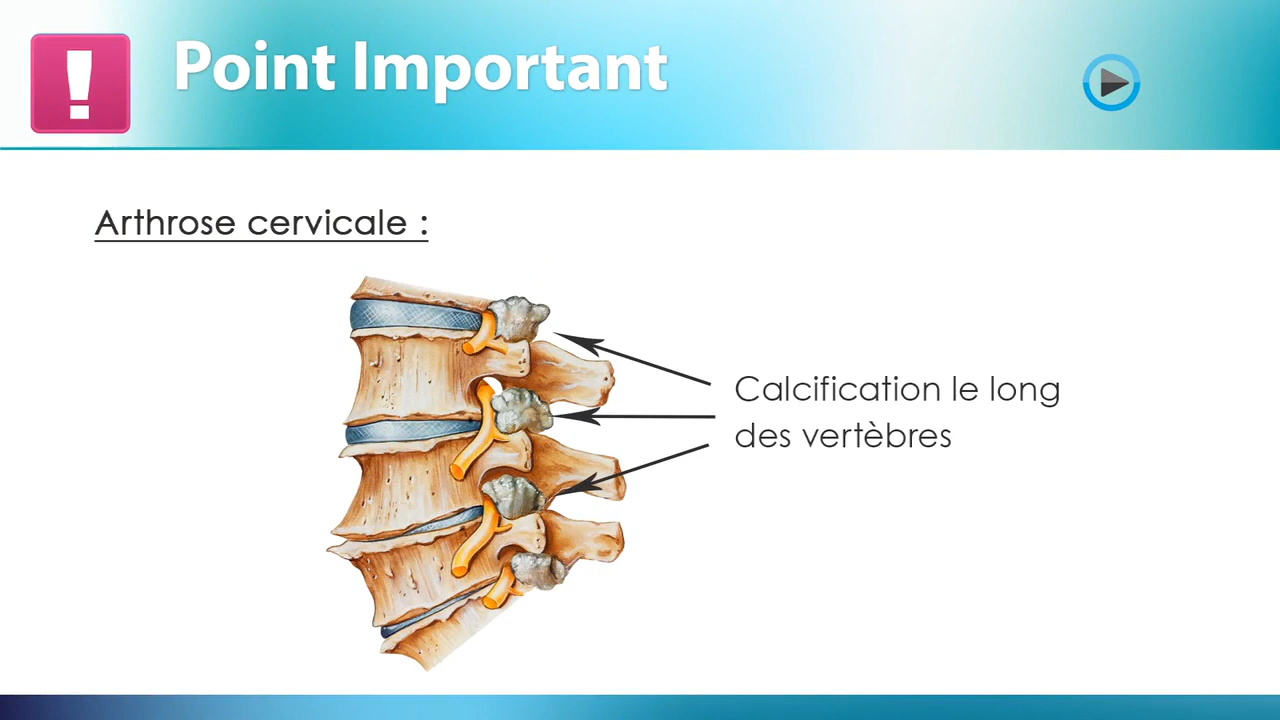 Point Important
Arthrose cervicale :
Calcification le long
des vertèbres